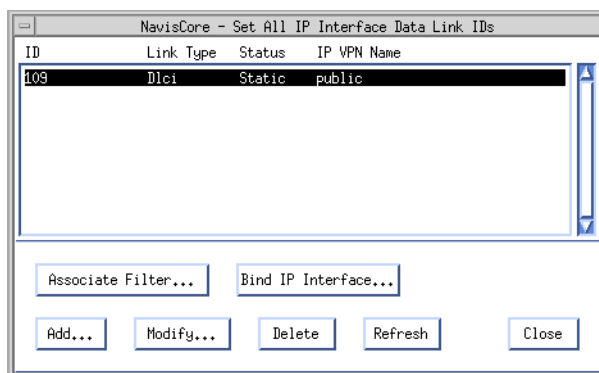 NavisCore - Set All IP Interface Data Link IDs
ID Link Type Status IP VPN Name
109 Dlci Static public
Associate Filter... Bind IP Interface...
Add... Modify... Delete Refresh Close